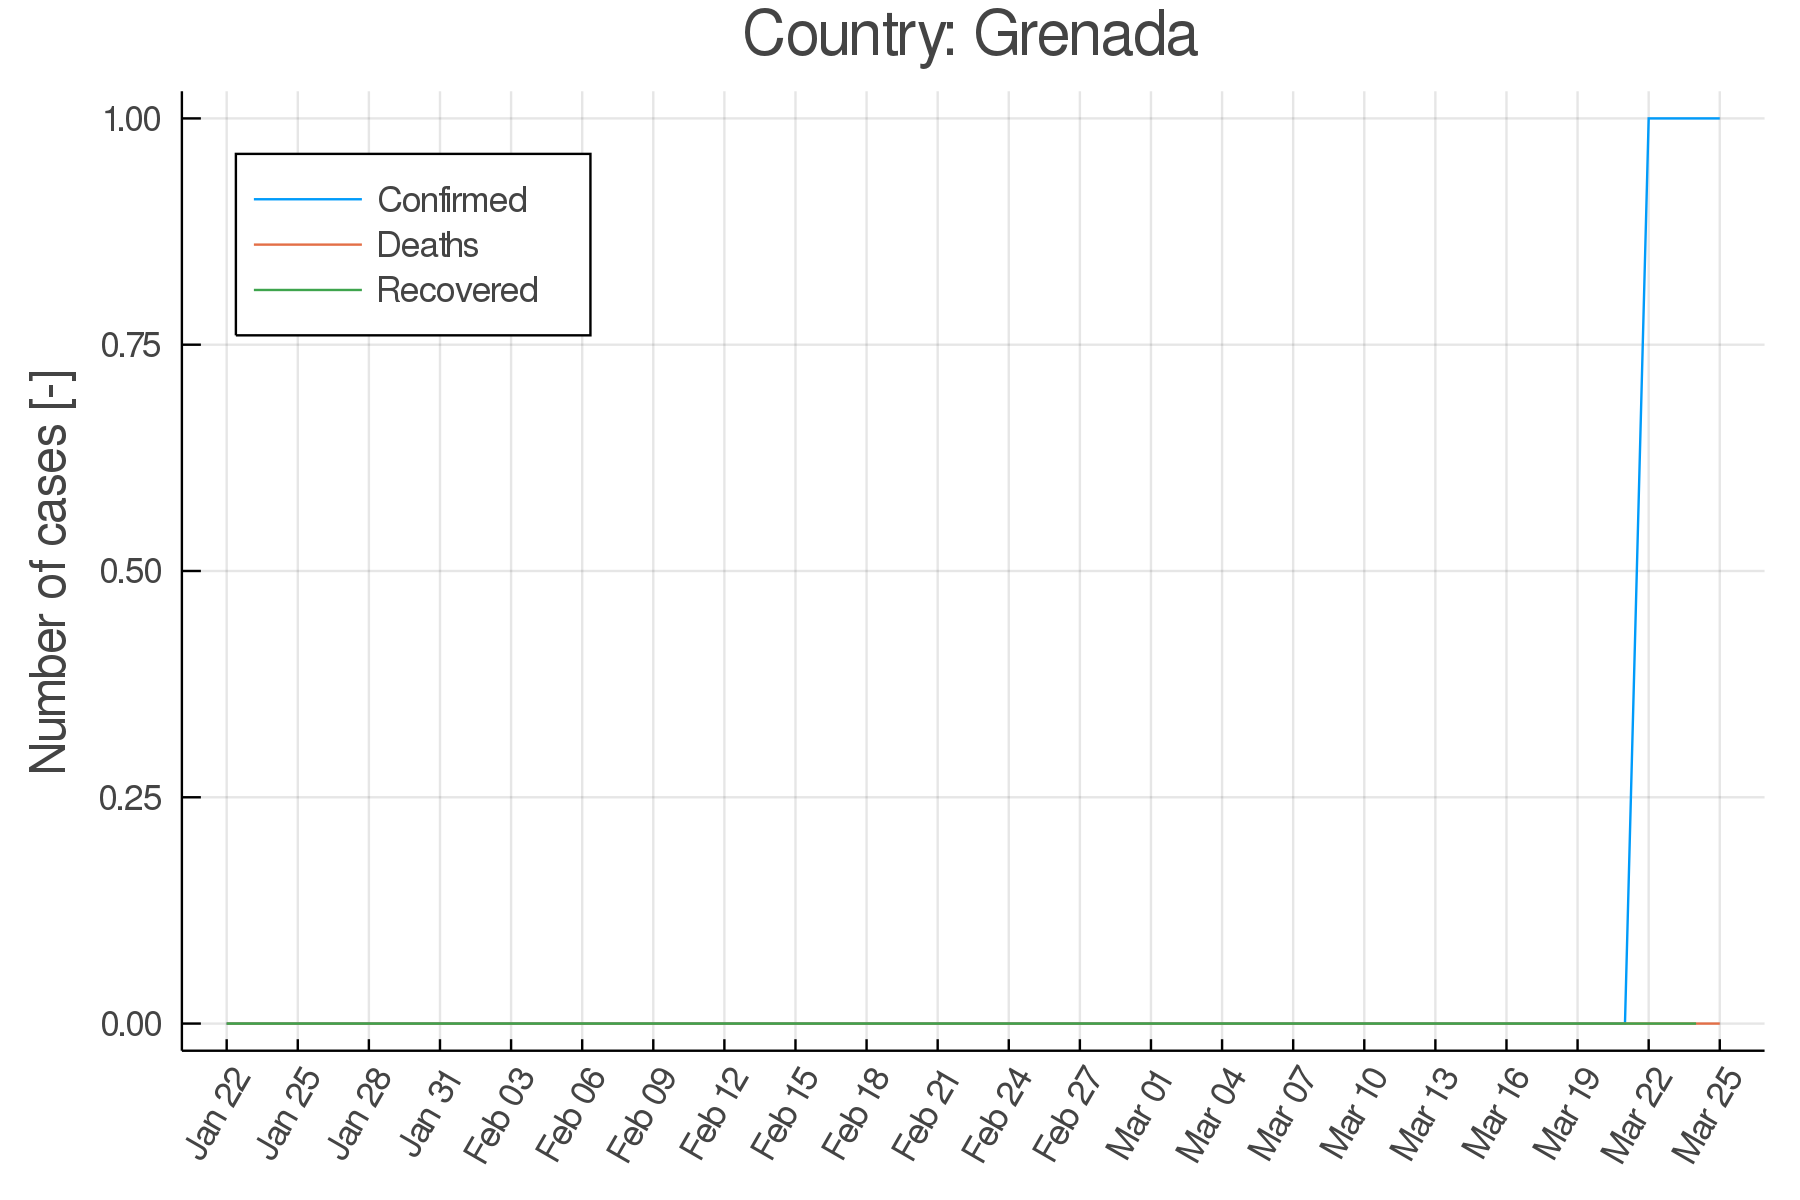 Country: Grenada
Number of cases [-]
1.00
0.75
0.50
0.25
0.00
Confirmed
Deaths
Recovered
Jan 22
Jan 25
Jan 28
Jan 31
Feb 03
Feb 06
Feb 09
Feb 12
Feb 15
Feb 18
Feb 21
Feb 24
Feb 27
Mar 01
Mar 04
Mar 07
Mar 10
Mar 13
Mar 16
Mar 19
Mar 22
Mar 25